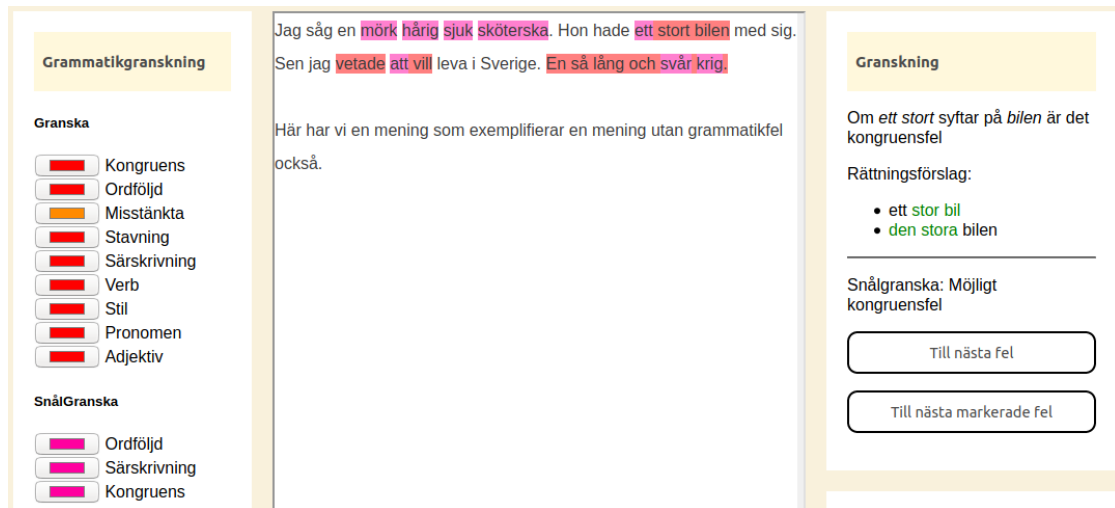 Grammatikgranskning
Granska
Kongruens
Ordföljd
Misstänkta
Stavning
Särskrivning
Verb
Stil
Pronomen
Adjektiv
SnålGranska
Ordföljd
Särskrivning
Kongruens
Jag såg en mörk hårig sjuk sköterska. Hon hade ett stort bilen med sig.
Sen jag vetade att vill leva i Sverige. En så lång och svår krig.
Här har vi en mening som exemplifierar en mening utan grammatikfel
också.
Granskning
Om ett stort syftar på bilen är det
kongruensfel
Rättningsförslag:
• ett stor bil
• den stora bilen
Snålgranska: Möjligt
kongruensfel
Till nästa fel
Till nästa markerade fel